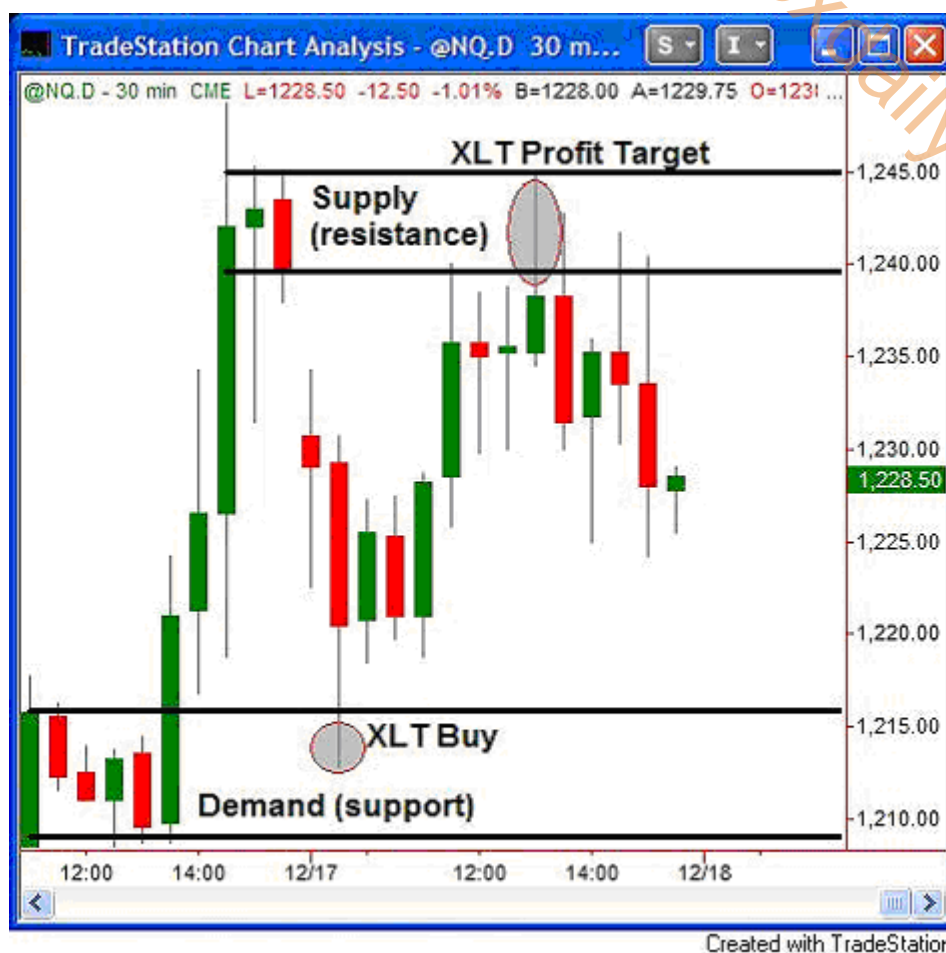 TradeStation Chart Analysis - @NQ.D 30 m...
S
I
@NQ.D - 30 min CME L=1228.50 -12.50 -1.01% B=1228.00 A=1229.75 ...
XLT Profit Target
1,245.00
Supply
(resistance)
1,240.00
1,235.00
1,230.00
1,228.50
1,225.00
1,220.00
1,215.00
XLT Buy
Demand (support)
1,210.00
12:00 14:00 12/17 12:00 14:00 12/18
Created with TradeStation